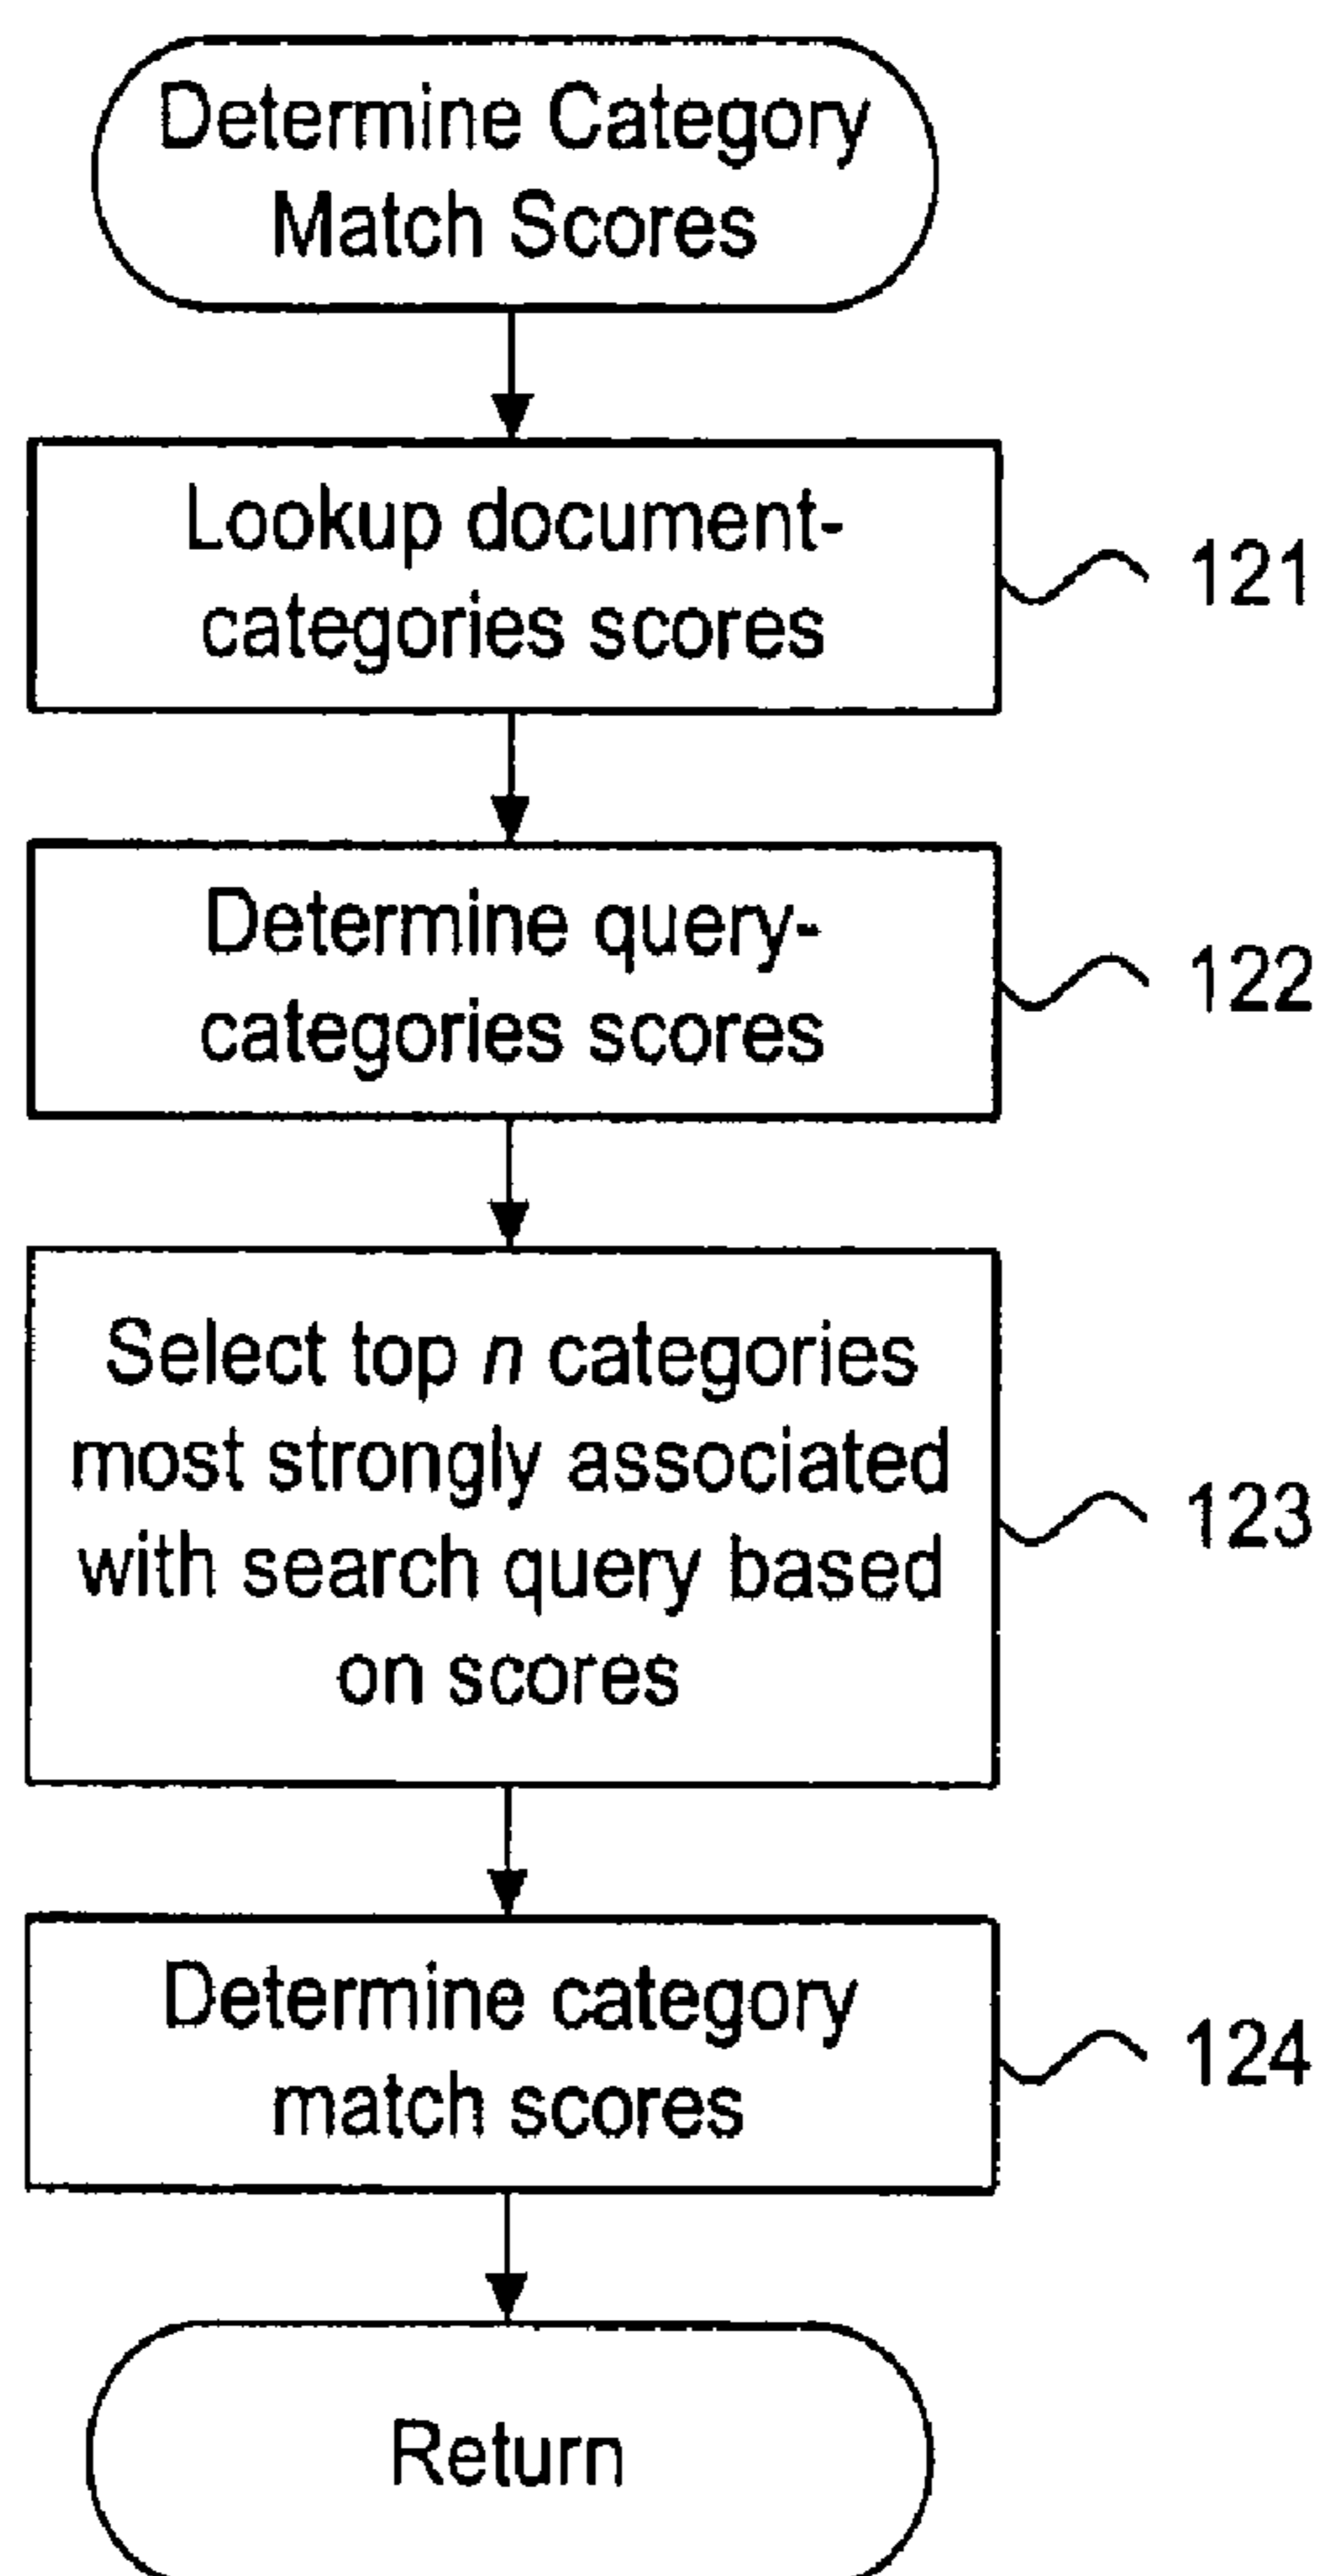 Determine Category
Match Scores
Lookup document-
categories scores
121
Determine query-
categories scores
122
Select top n categories
most strongly associated
with search query based
on scores
123
Determine category
match scores
124
Return